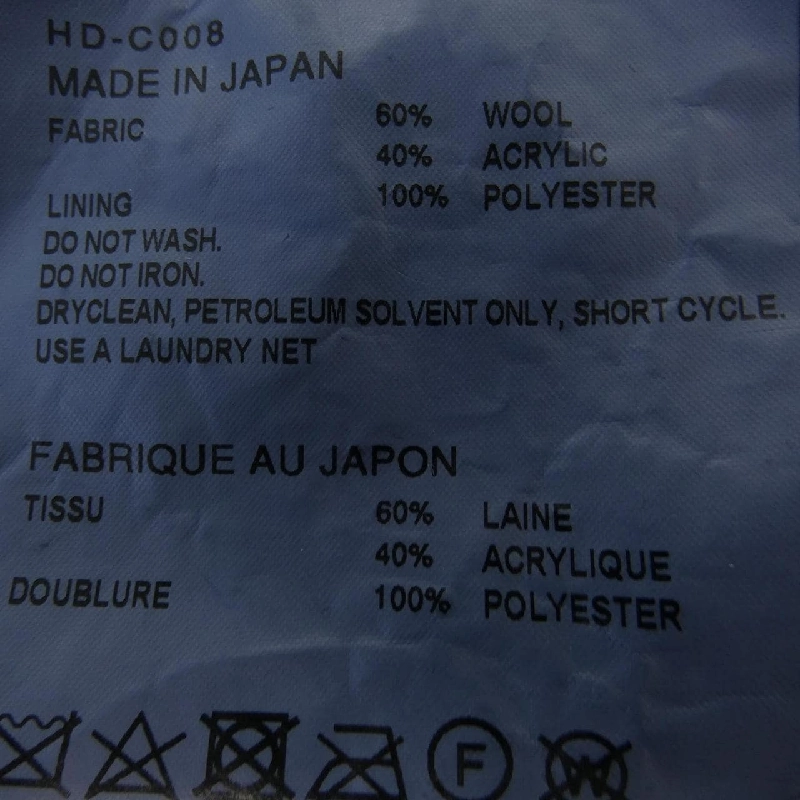 HD-C008
MADE IN JAPAN
FABRIC 60% WOOL
40% ACRYLIC
LINING 100% POLYESTER
DO NOT WASH.
DO NOT IRON.
DRYCLEAN, PETROLEUM SOLVENT ONLY, SHORT CYCLE.
USE A LAUNDRY NET
FABRIQUE AU JAPON
TISSU 60% LAINE
40% ACRYLIQUE
DOUBLURE 100% POLYESTER
F W